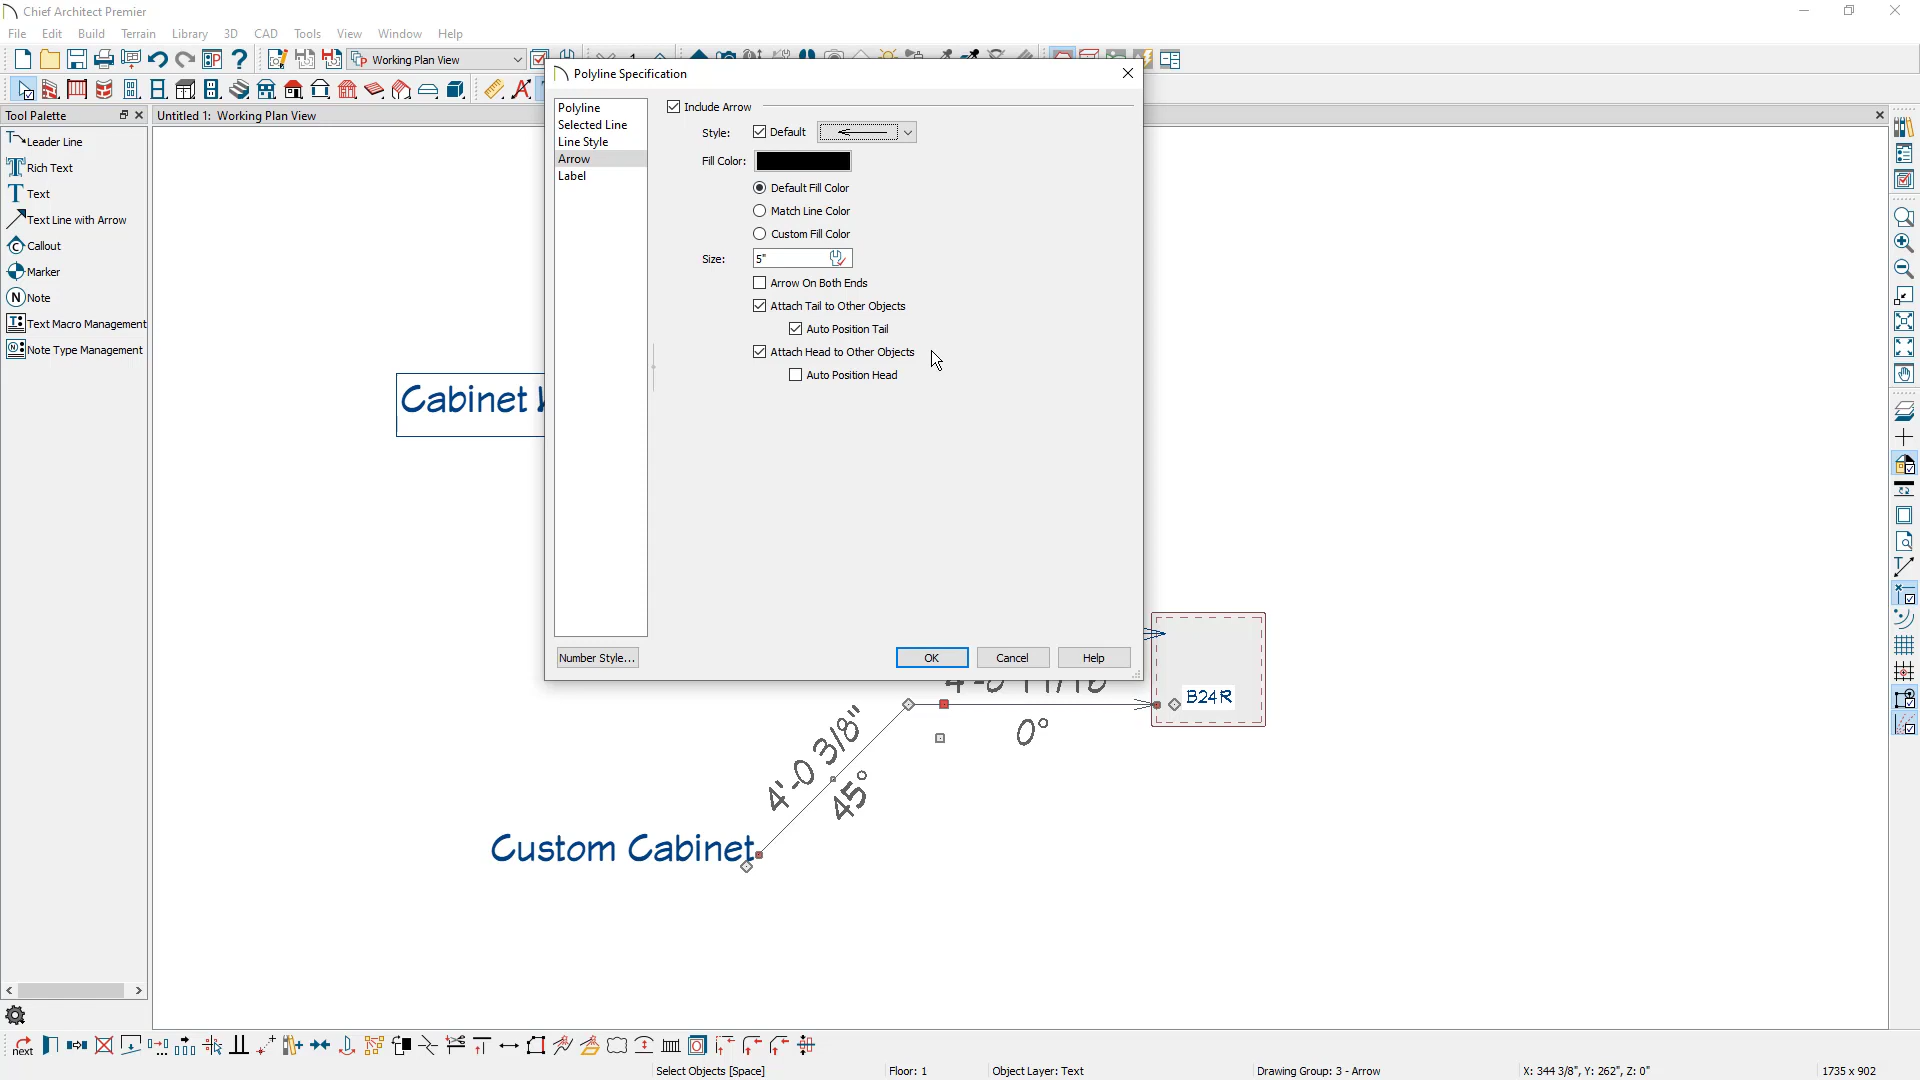 Chief Architect Premier
File Edit Build Terrain Library 3D CAD Tools View Window Help
Working Plan View
Tool Palette
Untitled 1: Working Plan View
Leader Line
Rich Text
Text
Text Line with Arrow
Callout
Marker
Note
Text Macro Management
Note Type Management
Polyline Specification
Polyline
Selected Line
Line Style
Arrow
Label
Include Arrow
Style: Default
Fill Color:
Default Fill Color
Match Line Color
Custom Fill Color
Size: 5"
Arrow On Both Ends
Attach Tail to Other Objects
Auto Position Tail
Attach Head to Other Objects
Auto Position Head
Number Style...
OK
Cancel
Help
Cabinet
B24R
0°
4'-0 3/8"
45°
Custom Cabinet
next
Select Objects [Space]
Floor: 1
Object Layer: Text
Drawing Group: 3 - Arrow
X: 344 3/8", Y: 262", Z: 0"
1735 x 902